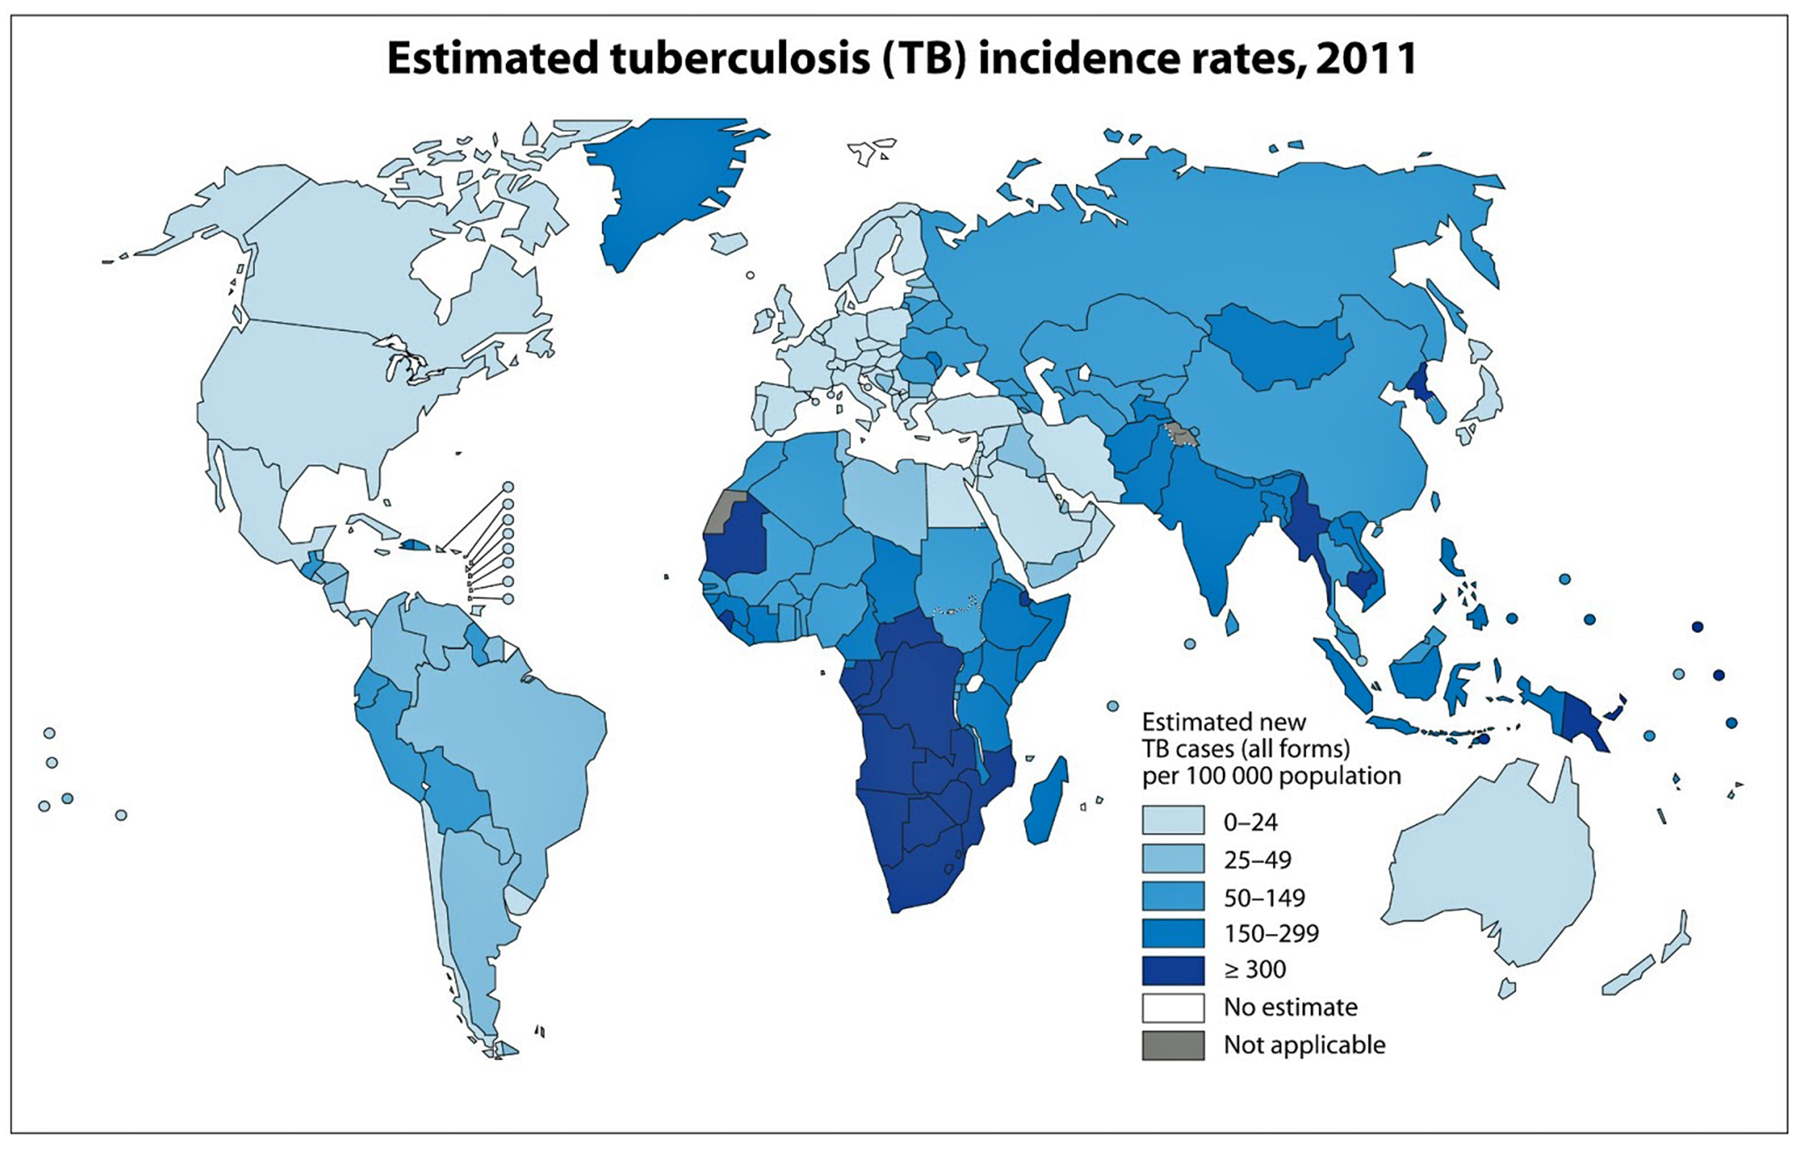 Estimated tuberculosis (TB) incidence rates, 2011
Estimated new
TB cases (all forms)
per 100 000 population
0–24
25–49
50–149
150–299
≥ 300
No estimate
Not applicable